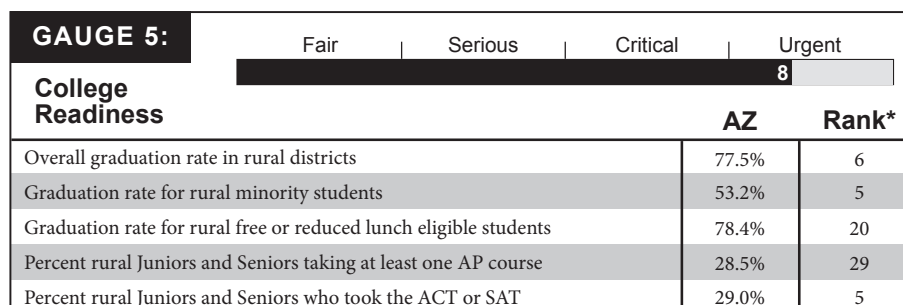 GAUGE 5:
Fair Serious Critical Urgent
8
College
Readiness
AZ Rank*
Overall graduation rate in rural districts 77.5% 6
Graduation rate for rural minority students 53.2% 5
Graduation rate for rural free or reduced lunch eligible students 78.4% 20
Percent rural Juniors and Seniors taking at least one AP course 28.5% 29
Percent rural Juniors and Seniors who took the ACT or SAT 29.0% 5